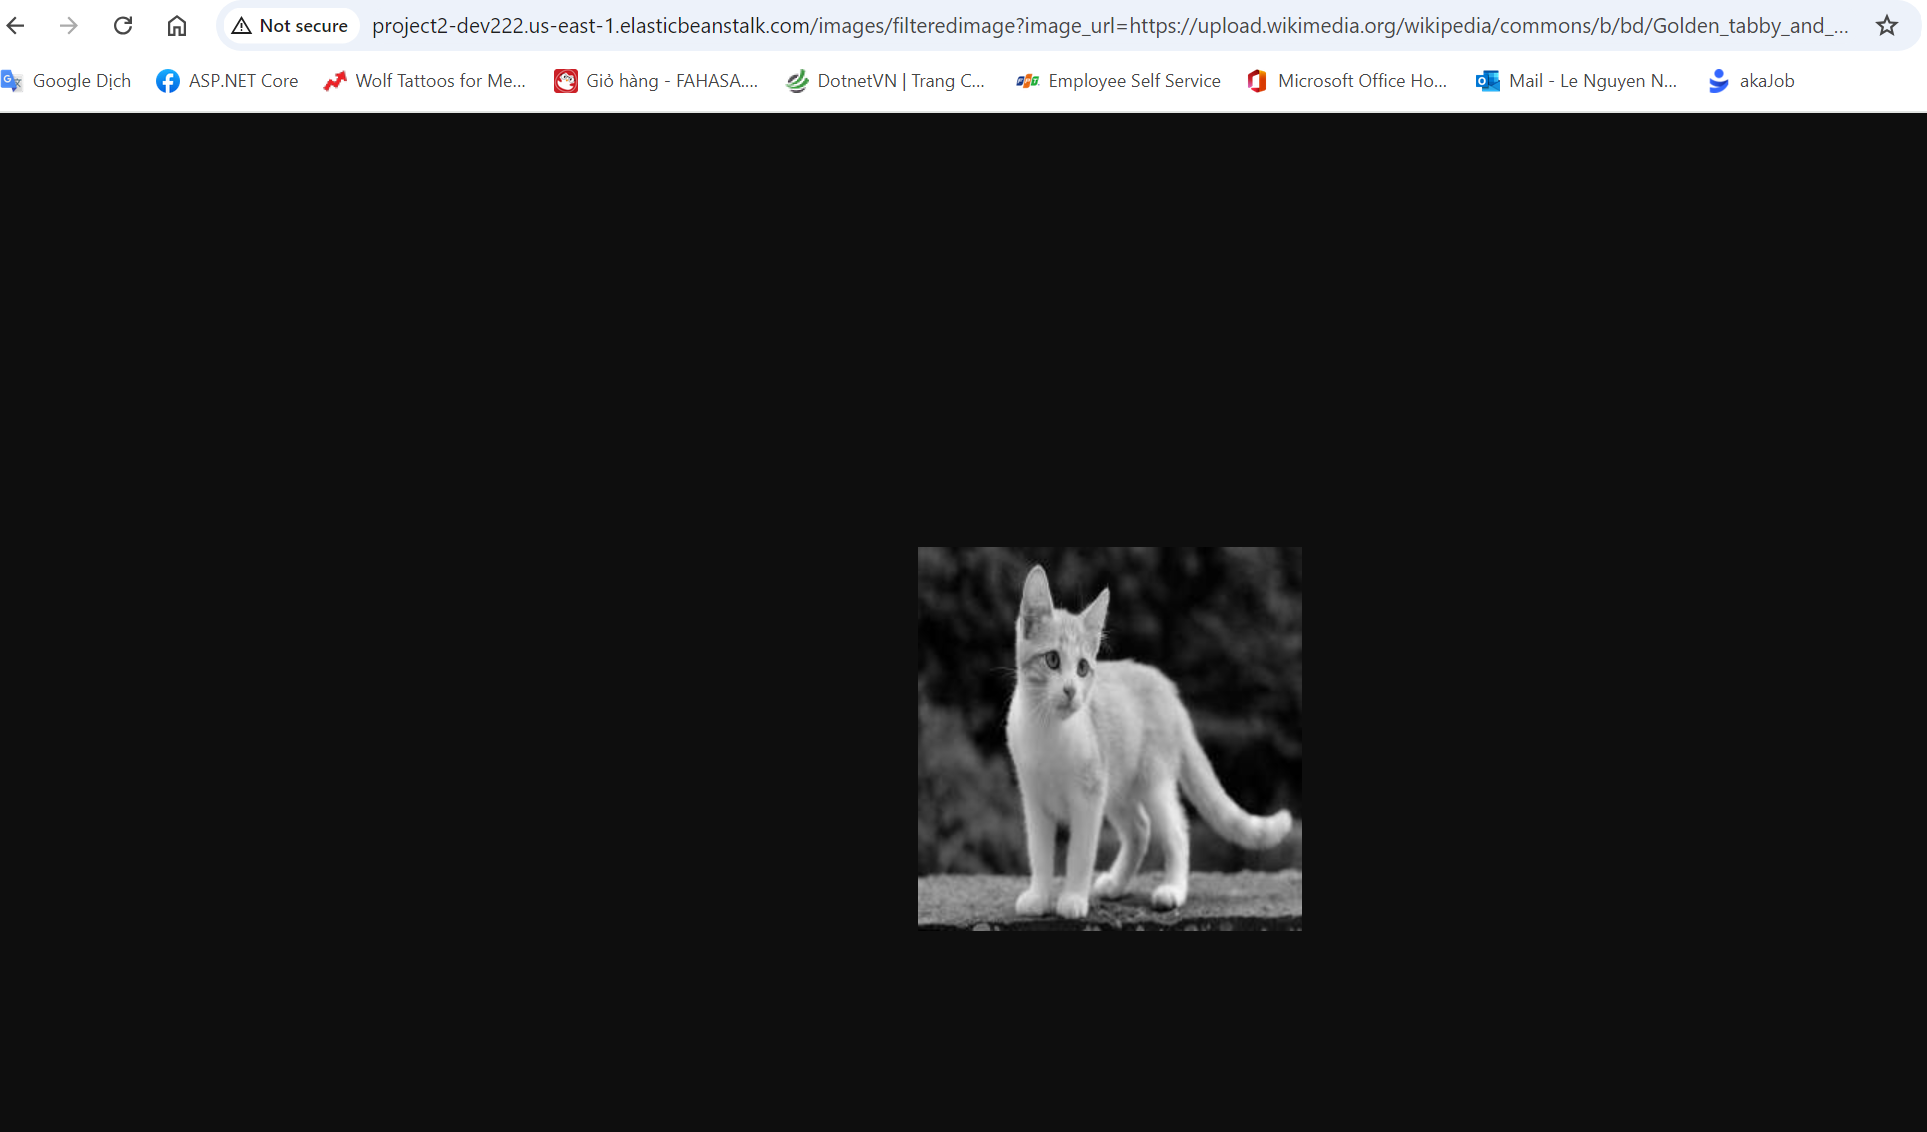 Not secure project2-dev222.us-east-1.elasticbeanstalk.com/images/filteredimage?image_url=https://upload.wikimedia.org/wikipedia/commons/b/bd/Golden_tabby_and_...
Google Dịch ASP.NET Core Wolf Tattoos for Me... Giỏ hàng - FAHASA.... DotnetVN | Trang C... Employee Self Service Microsoft Office Ho... Mail - Le Nguyen N... akaJob